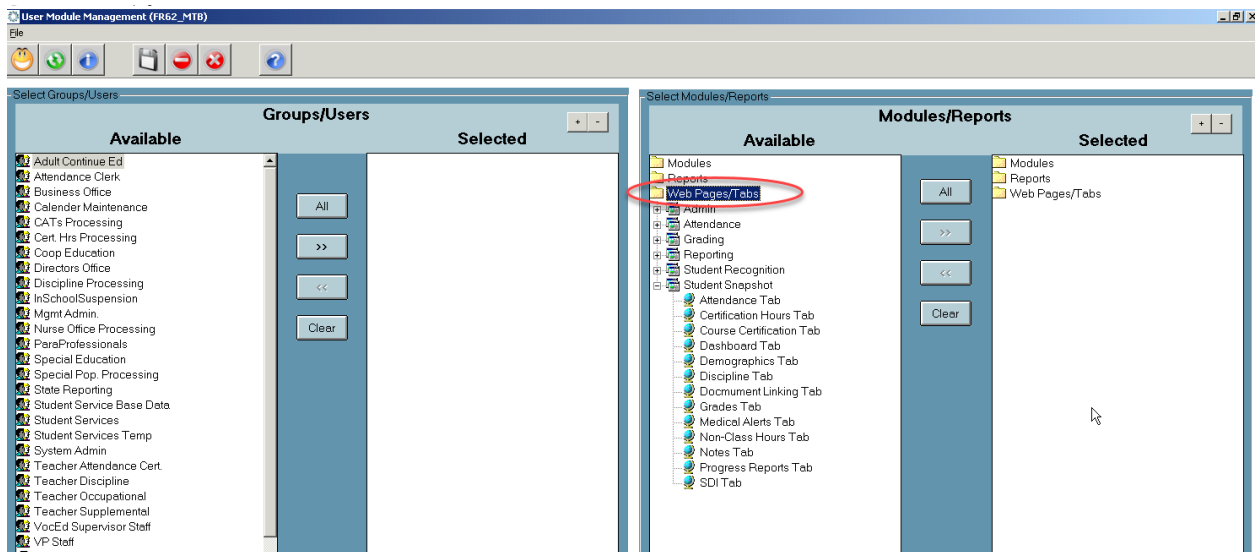 User Module Management (FR62_MTB)
File
Select Groups/Users
Groups/Users
+ -
Available
Selected
Adult Continue Ed
Attendance Clerk
Business Office
Calender Maintenance
CATs Processing
Cert. Hrs Processing
Coop Education
Directors Office
Discipline Processing
InSchoolSuspension
Mgmt Admin.
Nurse Office Processing
ParaProfessionals
Special Education
Special Pop. Processing
State Reporting
Student Service Base Data
Student Services
Student Services Temp
System Admin
Teacher Attendance Cert.
Teacher Discipline
Teacher Occupational
Teacher Supplemental
VocEd Supervisor Staff
VP Staff
All
>>
<<
Clear
Select Modules/Reports
Modules/Reports
+ -
Available
Selected
Modules
Reports
Web Pages/Tabs
Admin
Attendance
Grading
Reporting
Student Recognition
Student Snapshot
Attendance Tab
Certification Hours Tab
Course Certification Tab
Dashboard Tab
Demographics Tab
Discipline Tab
Docmument Linking Tab
Grades Tab
Medical Alerts Tab
Non-Class Hours Tab
Notes Tab
Progress Reports Tab
SDI Tab
All
>>
<<
Clear
Modules
Reports
Web Pages/Tabs